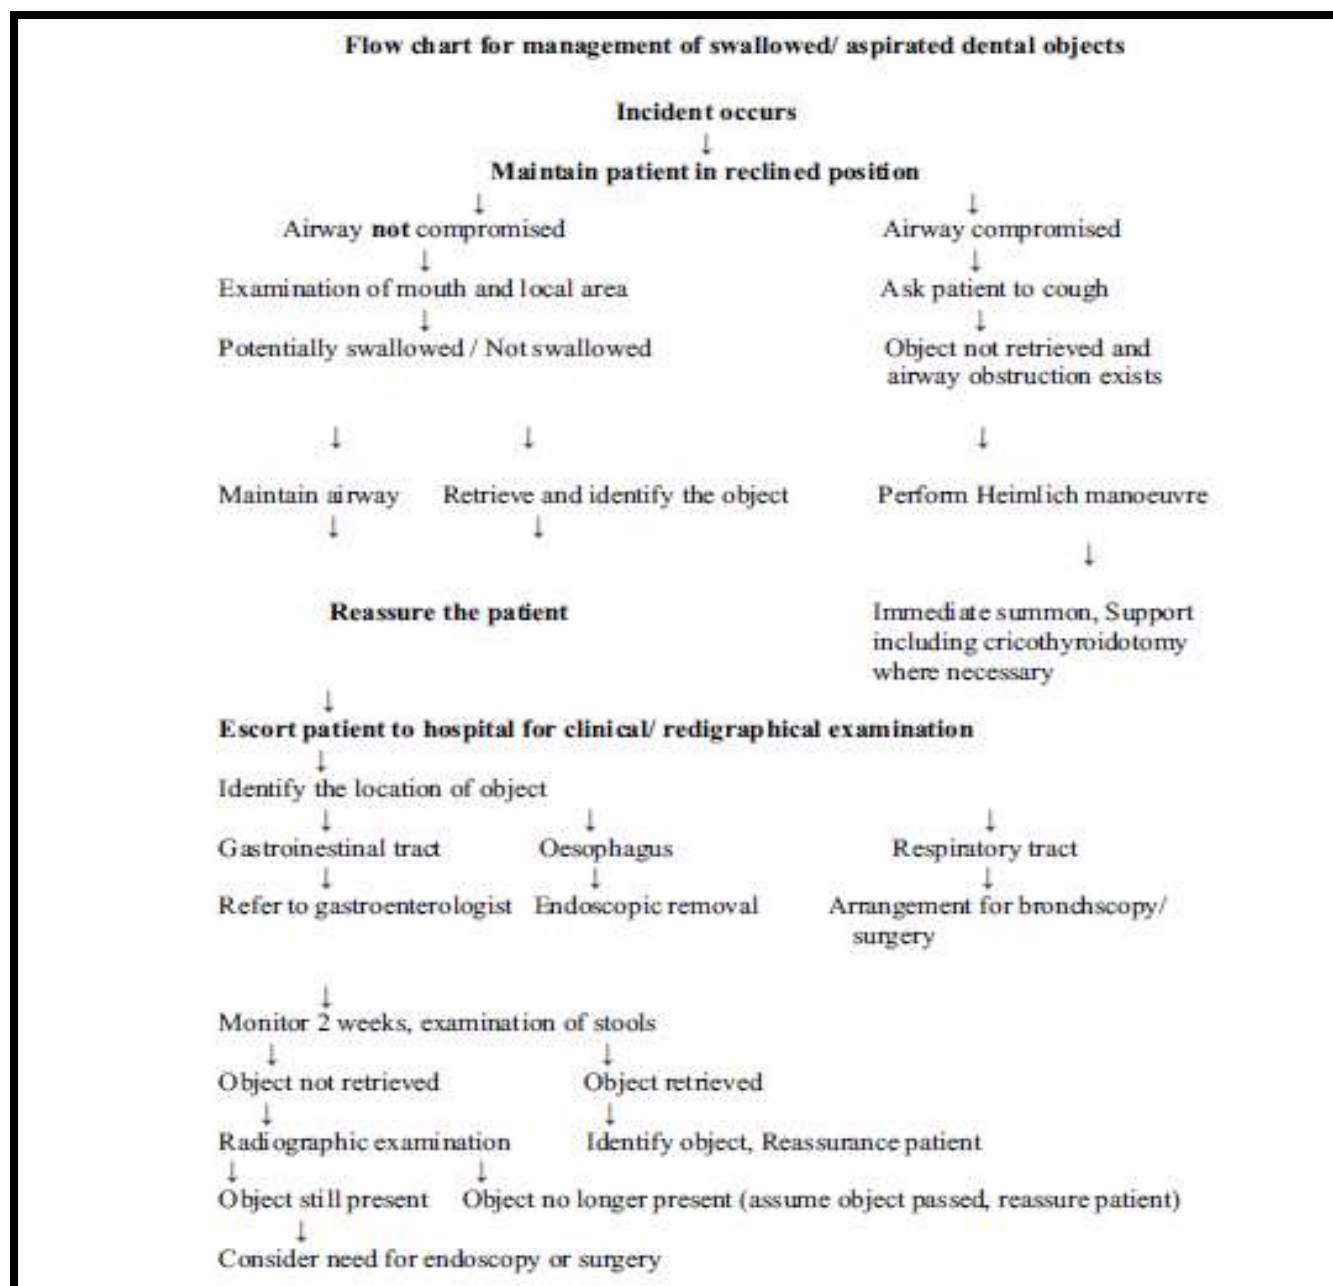 Flow chart for management of swallowed/ aspirated dental objects
Incident occurs
↓
Maintain patient in reclined position
↓ ↓
Airway not compromised Airway compromised
↓ ↓
Examination of mouth and local area Ask patient to cough
↓ ↓
Potentially swallowed / Not swallowed Object not retrieved and
airway obstruction exists
↓ ↓ ↓
Maintain airway Retrieve and identify the object Perform Heimlich manoeuvre
↓ ↓
↓
Reassure the patient Immediate summon, Support
including cricothyroidotomy
where necessary
↓
Escort patient to hospital for clinical/ redigraphical examination
↓
Identify the location of object
↓ ↓ ↓
Gastroinestinal tract Oesophagus Respiratory tract
↓ ↓ ↓
Refer to gastroenterologist Endoscopic removal Arrangement for bronchscopy/
surgery
↓
Monitor 2 weeks, examination of stools
↓ ↓
Object not retrieved Object retrieved
↓ ↓
Radiographic examination Identify object, Reassurance patient
↓ ↓
Object still present Object no longer present (assume object passed, reassure patient)
↓
Consider need for endoscopy or surgery